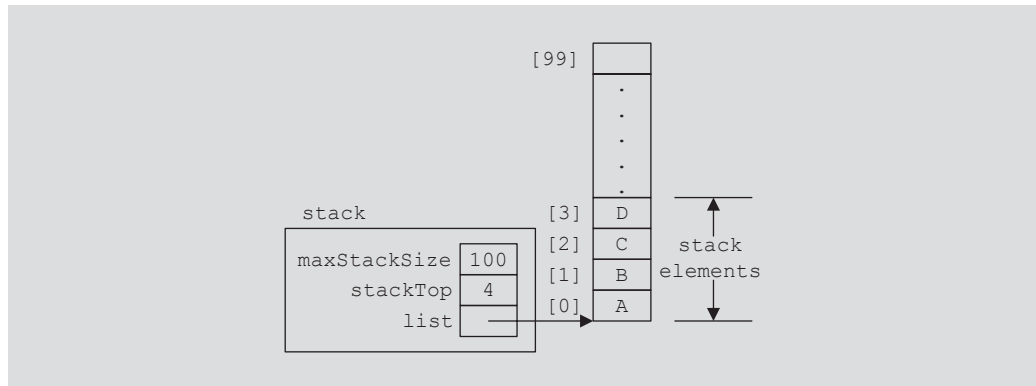 [99]
.
.
.
.
.
stack
[3] D
[2] C
[1] B
[0] A
stack
elements
maxStackSize 100
stackTop 4
list